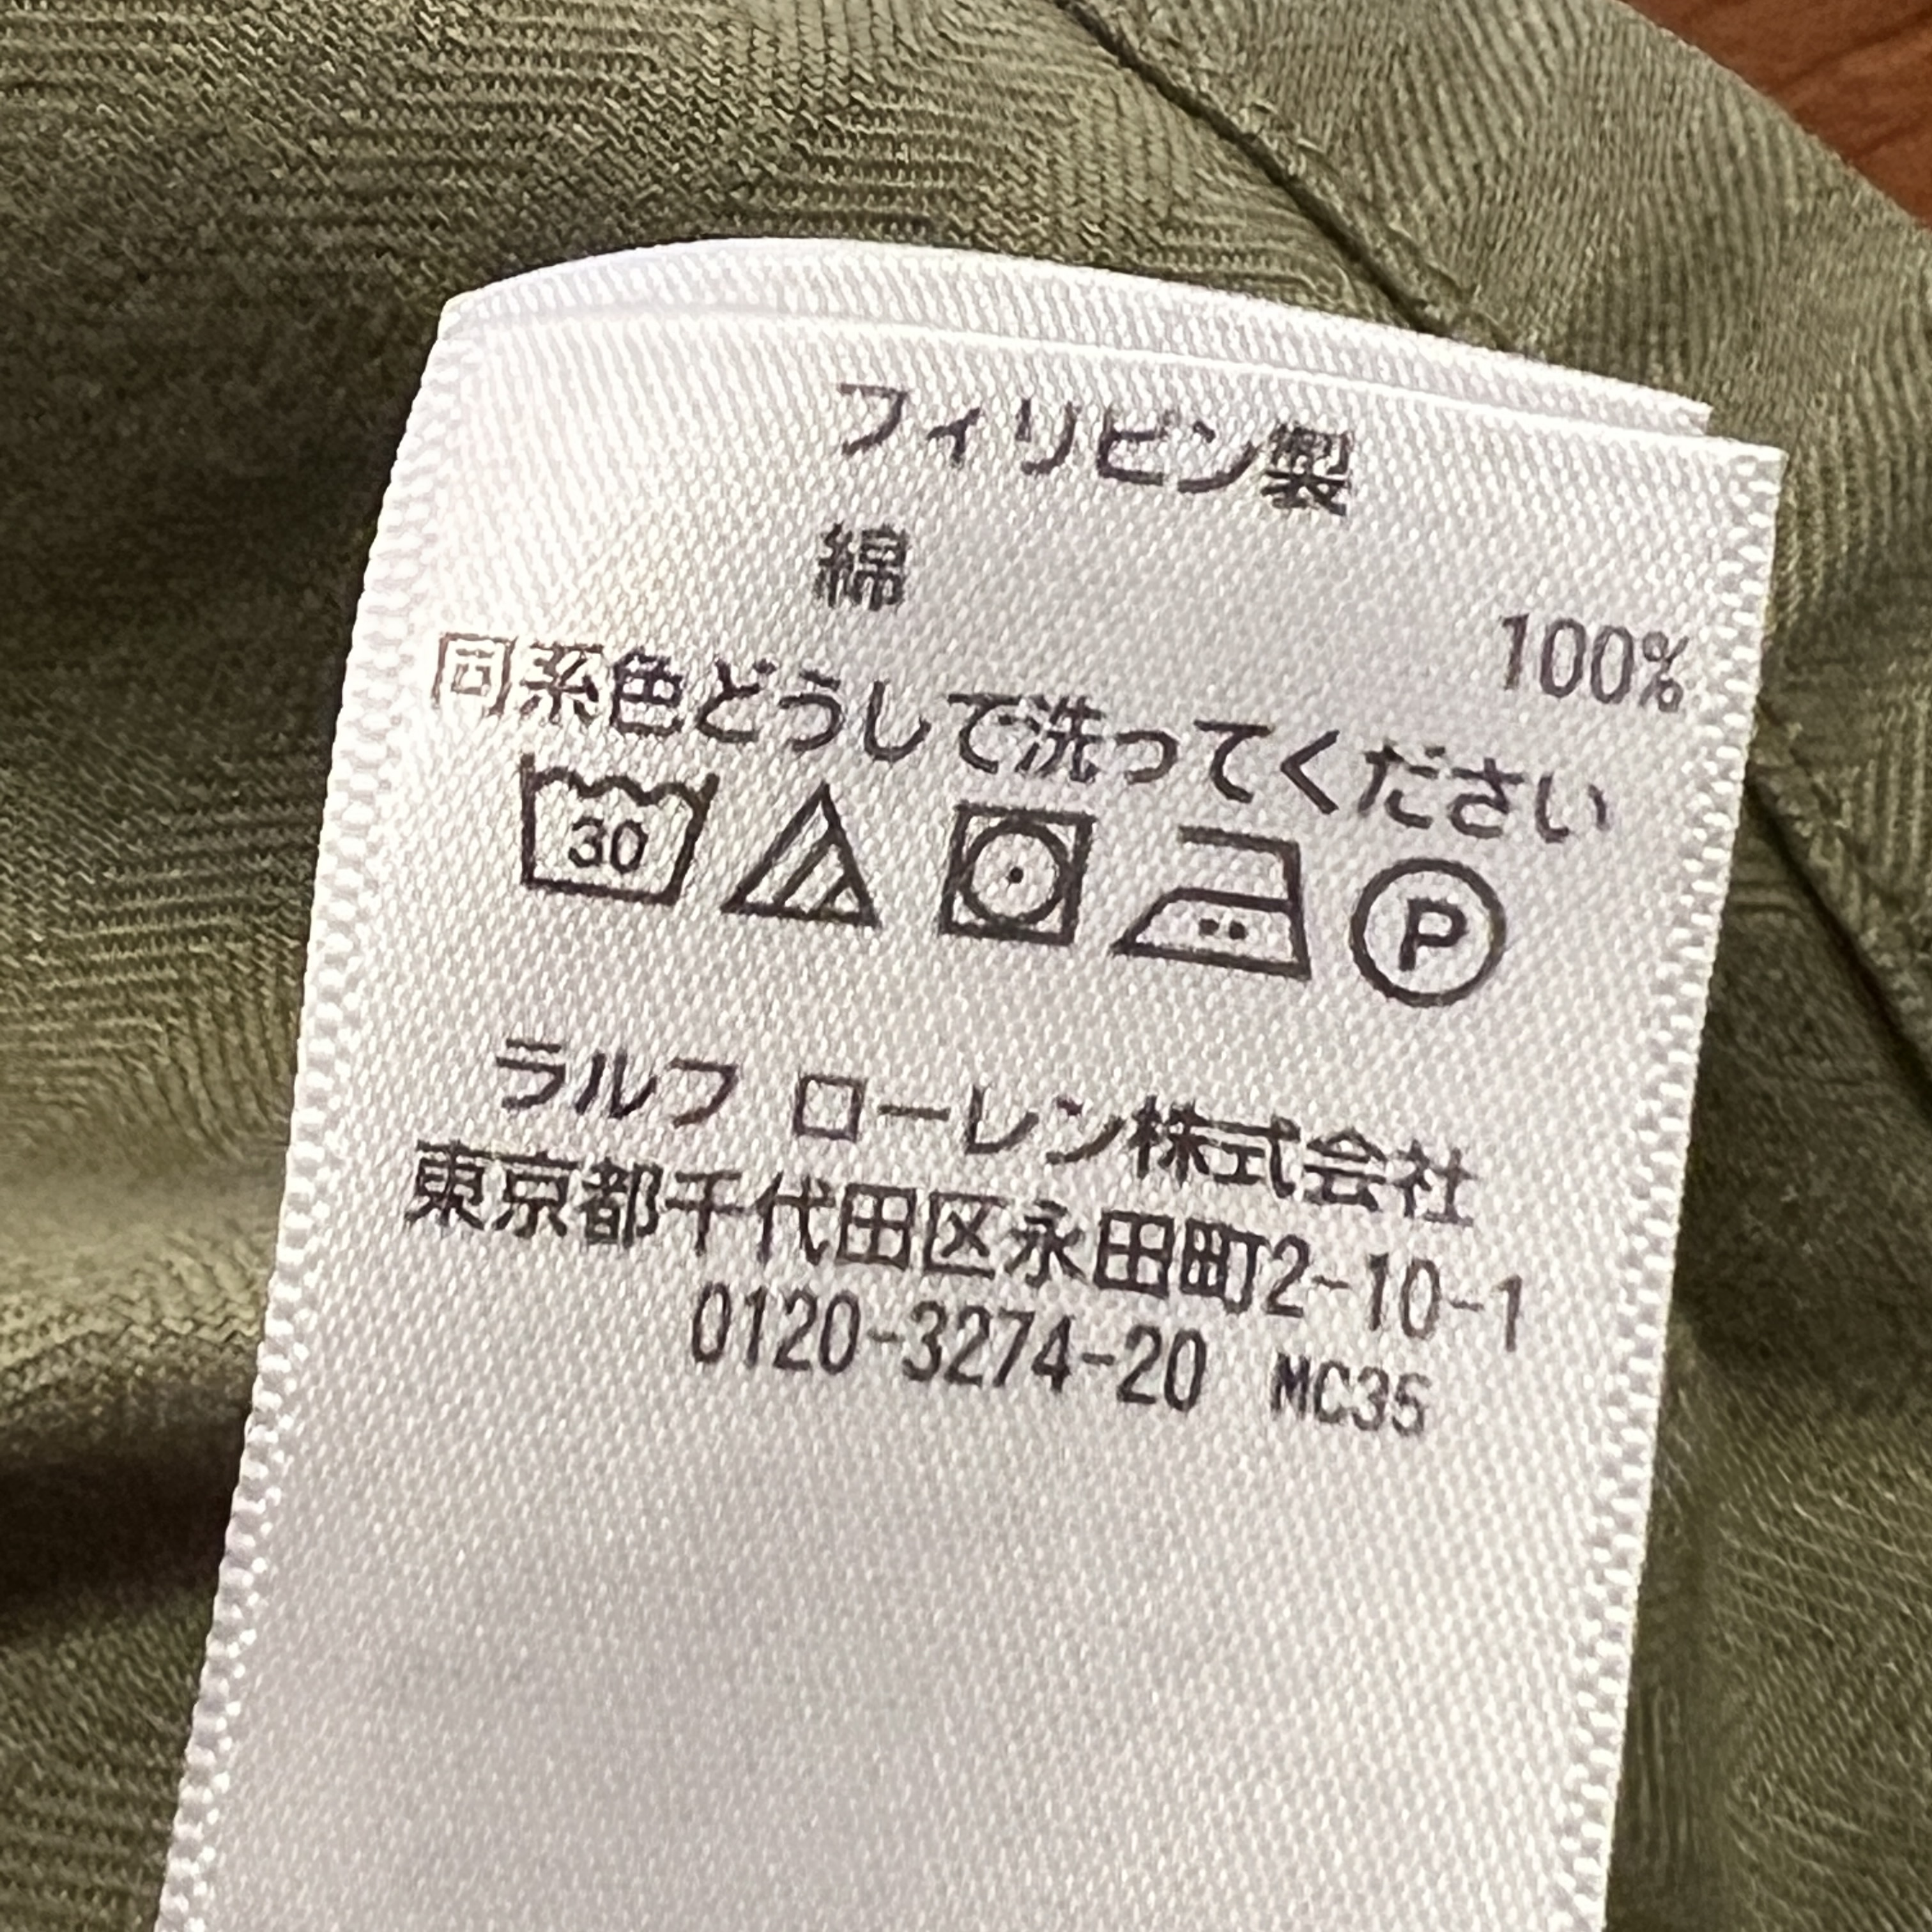 フィリピン製
綿 100%
同系色どうしで洗ってください
30 P
ラルフ ローレン株式会社
東京都千代田区永田町2-10-1
0120-3274-20 MC35